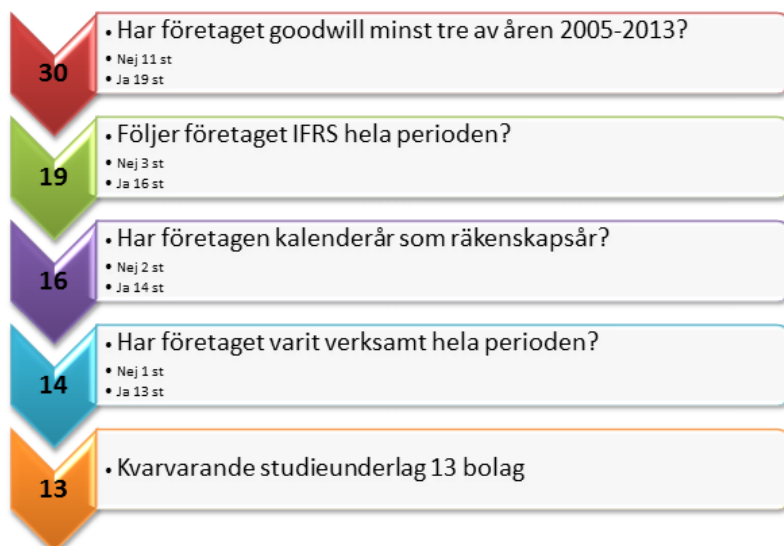 30
• Har företaget goodwill minst tre av åren 2005-2013?
• Nej 11 st
• Ja 19 st
19
• Följer företaget IFRS hela perioden?
• Nej 3 st
• Ja 16 st
16
• Har företagen kalenderår som räkenskapsår?
• Nej 2 st
• Ja 14 st
14
• Har företaget varit verksamt hela perioden?
• Nej 1 st
• Ja 13 st
13
• Kvarvarande studieunderlag 13 bolag